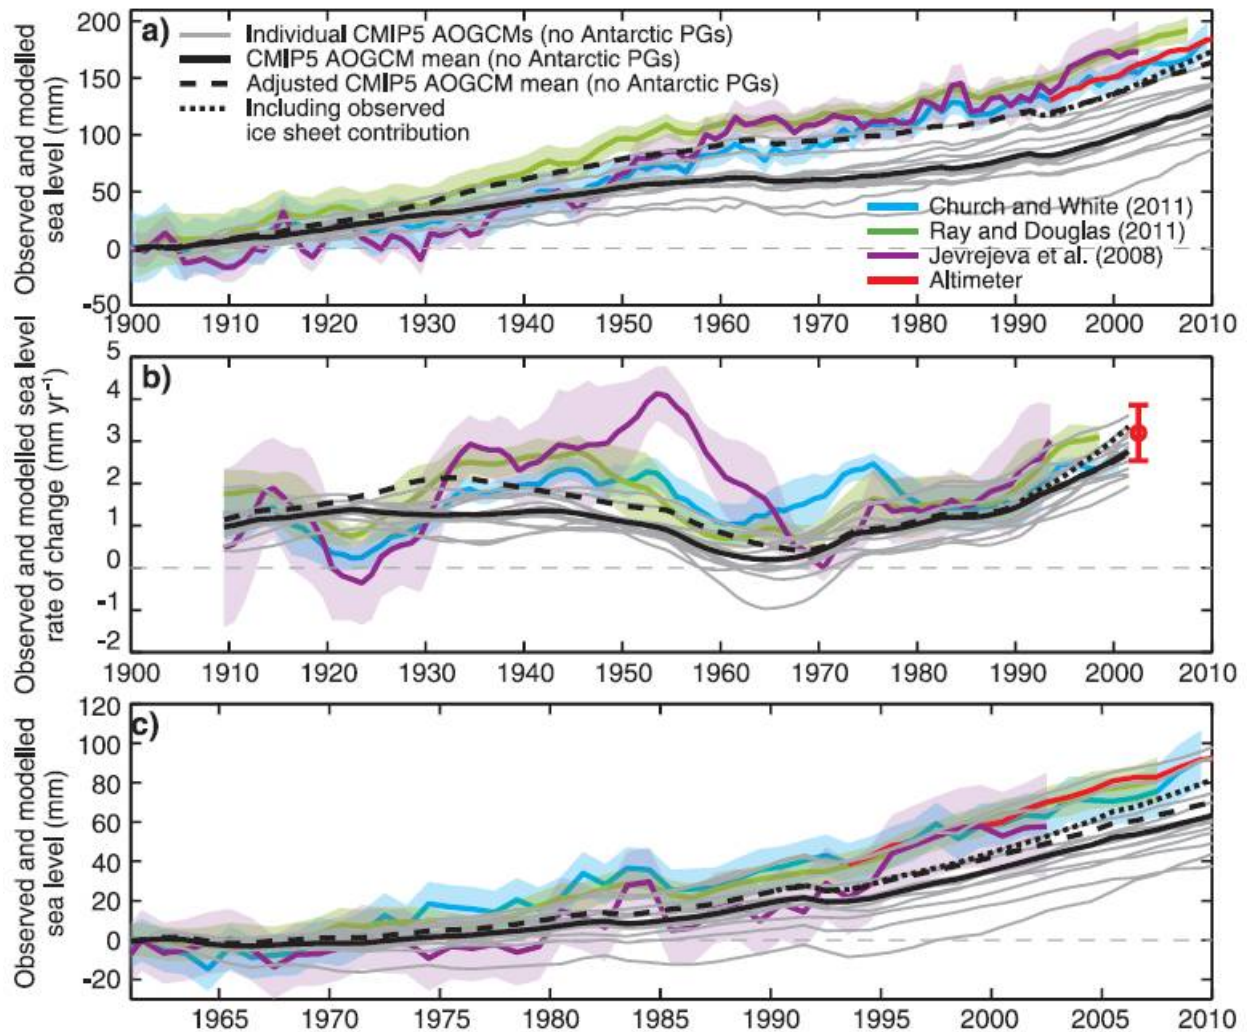 a)
Individual CMIP5 AOGCMs (no Antarctic PGs)
CMIP5 AOGCM mean (no Antarctic PGs)
Adjusted CMIP5 AOGCM mean (no Antarctic PGs)
Including observed
ice sheet contribution
Church and White (2011)
Ray and Douglas (2011)
Jevrejeva et al. (2008)
Altimeter
Observed and modelled
sea level (mm)
200
150
100
50
0
-50
1900 1910 1920 1930 1940 1950 1960 1970 1980 1990 2000 2010
b)
Observed and modelled sea level
rate of change (mm yr⁻¹)
5
4
3
2
1
0
-1
-2
1900 1910 1920 1930 1940 1950 1960 1970 1980 1990 2000 2010
c)
Observed and modelled
sea level (mm)
120
100
80
60
40
20
0
-20
1965 1970 1975 1980 1985 1990 1995 2000 2005 2010